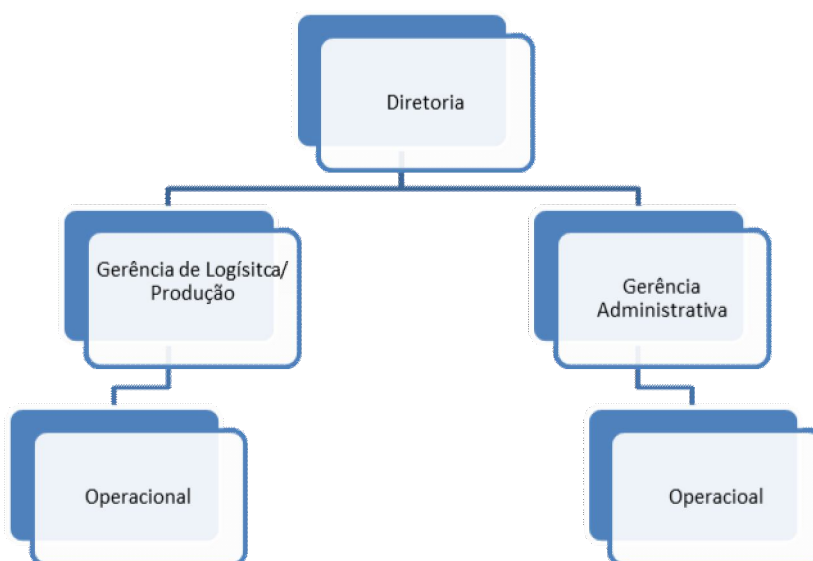 Diretoria
Gerência de Logísitca/
Produção
Gerência
Administrativa
Operacional
Operacioal